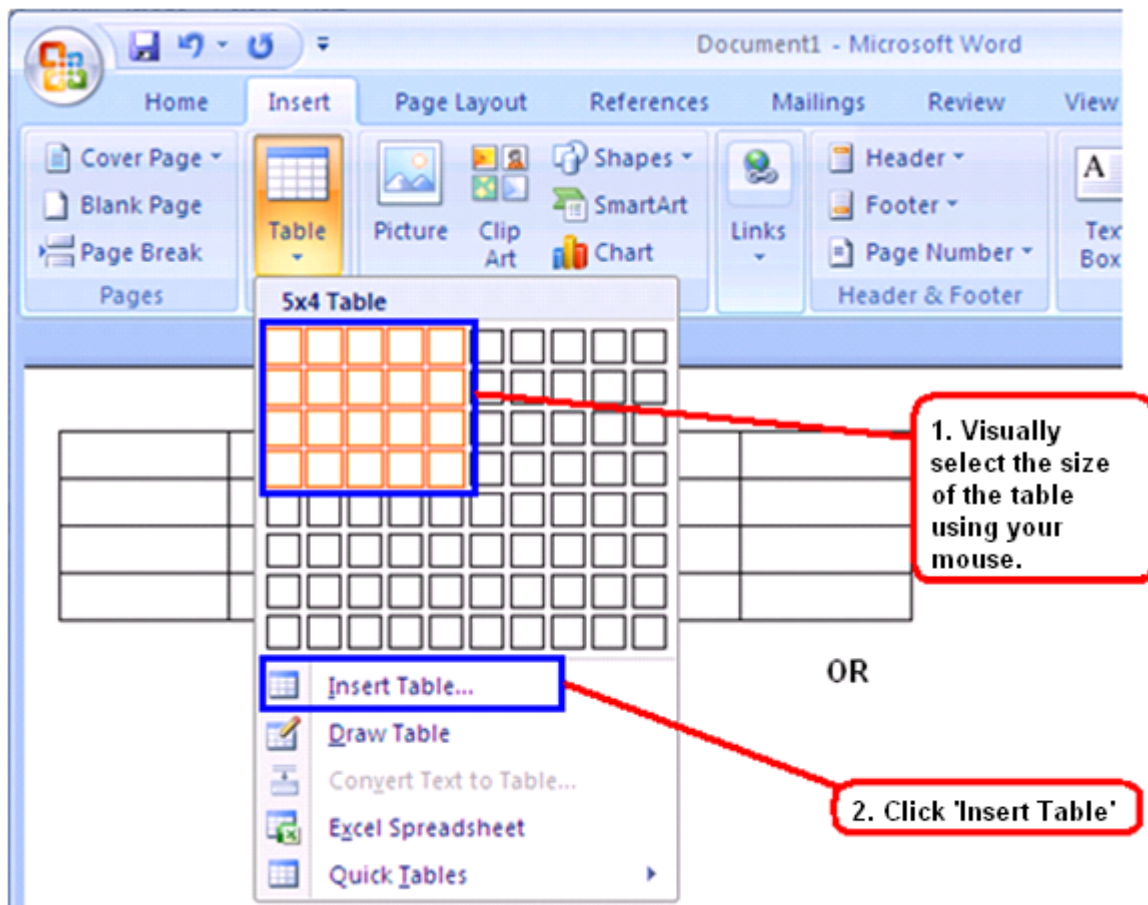 Document1 - Microsoft Word
Home Insert Page Layout References Mailings Review View
Cover Page
Blank Page
Page Break
Pages
Table
Picture
Clip
Art
Shapes
SmartArt
Chart
Links
Header
Footer
Page Number
Header & Footer
A
Tex
Box
5x4 Table
1. Visually
select the size
of the table
using your
mouse.
OR
Insert Table...
Draw Table
Convert Text to Table...
Excel Spreadsheet
Quick Tables
2. Click 'Insert Table'